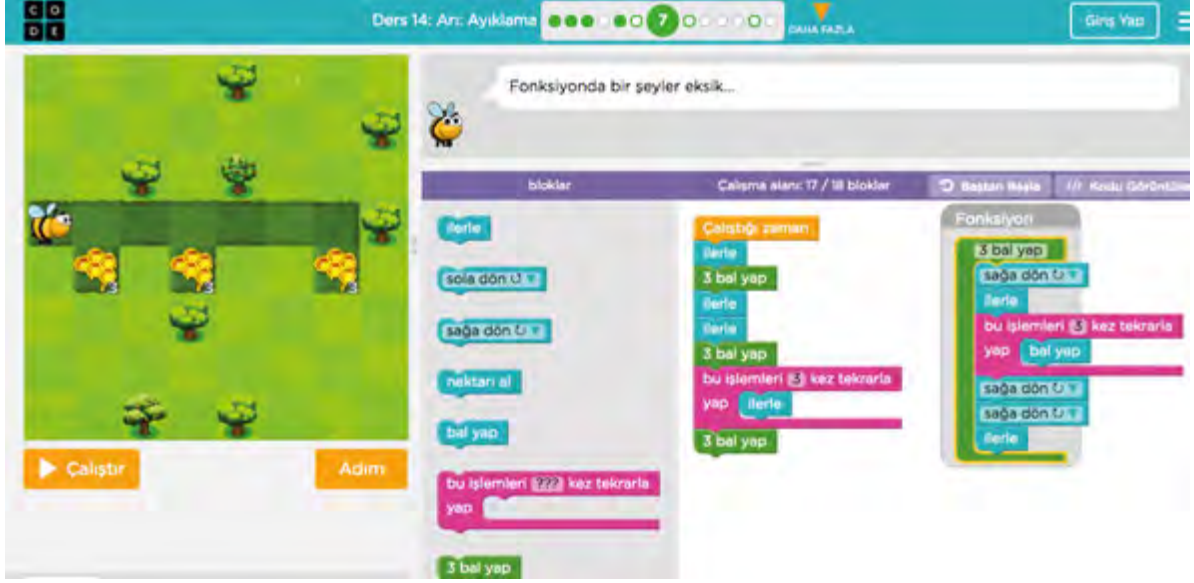 C O
D E
Ders 14: Arı: Ayıklama
7
DAHA FAZLA
Giriş Yap
Fonksiyonda bir şeyler eksik...
bloklar
Çalışma alanı: 17 / 18 bloklar
Baştan Başla
Kodu Görüntüle
ilerle
sola dön
sağa dön
nektarı al
bal yap
bu işlemleri ??? kez tekrarla
yap
3 bal yap
Çalıştığı zaman
ilerle
3 bal yap
ilerle
ilerle
3 bal yap
bu işlemleri 3 kez tekrarla
yap ilerle
3 bal yap
Fonksiyon
3 bal yap
sağa dön
ilerle
bu işlemleri 3 kez tekrarla
yap bal yap
sağa dön
sağa dön
ilerle
3
3
3
Çalıştır
Adım